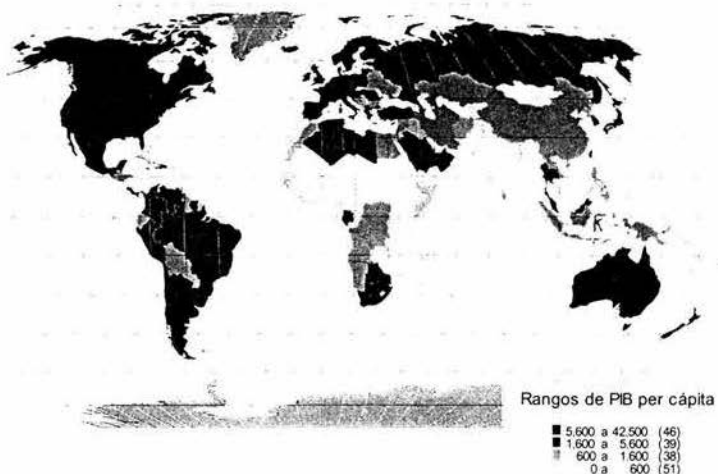 Rangos de PIB per cápita
5,600 a 42,500 (46)
1,600 a 5,600 (39)
600 a 1,600 (38)
0 a 600 (51)